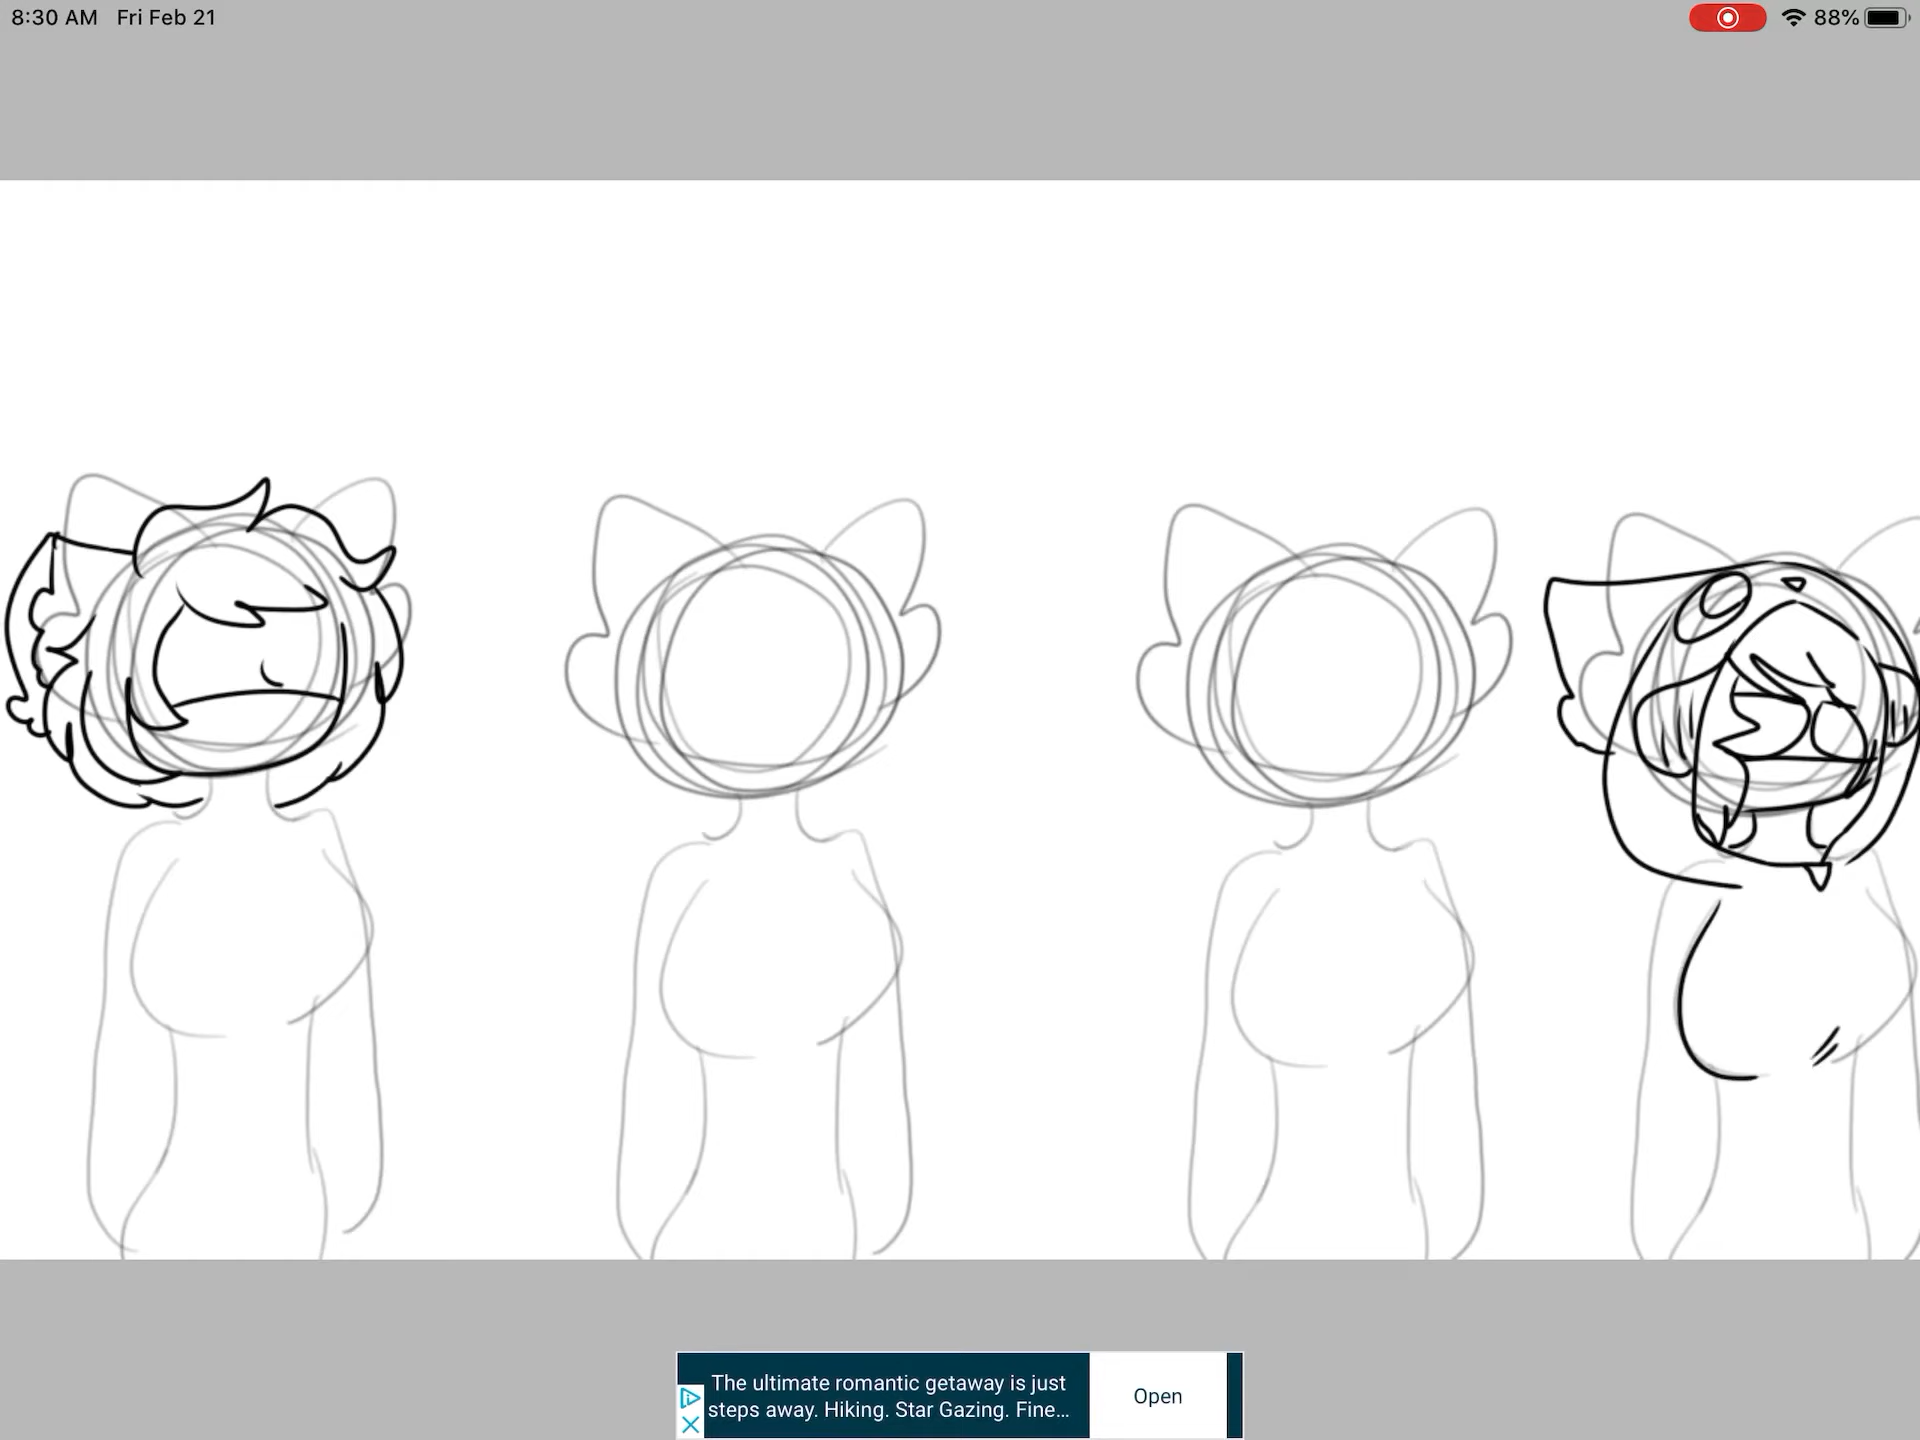 8:30 AM Fri Feb 21
88%
The ultimate romantic getaway is just
steps away. Hiking. Star Gazing. Fine...
Open